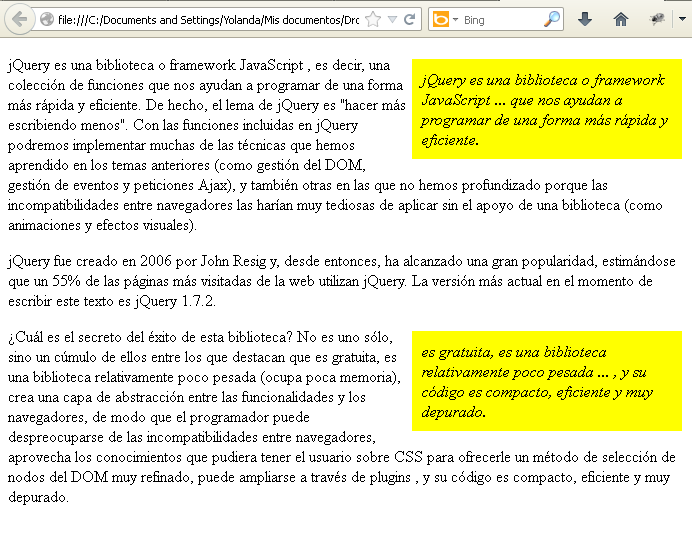 file:///C:/Documents and Settings/Yolanda/Mis documentos/Dro
Bing
jQuery es una biblioteca o framework JavaScript , es decir, una
colección de funciones que nos ayudan a programar de una forma
más rápida y eficiente. De hecho, el lema de jQuery es "hacer más
escribiendo menos". Con las funciones incluidas en jQuery
podremos implementar muchas de las técnicas que hemos
aprendido en los temas anteriores (como gestión del DOM,
gestión de eventos y peticiones Ajax), y también otras en las que no hemos profundizado porque las
incompatibilidades entre navegadores las harían muy tediosas de aplicar sin el apoyo de una biblioteca (como
animaciones y efectos visuales).
jQuery es una biblioteca o framework
JavaScript ... que nos ayudan a
programar de una forma más rápida y
eficiente.
jQuery fue creado en 2006 por John Resig y, desde entonces, ha alcanzado una gran popularidad, estimándose
que un 55% de las páginas más visitadas de la web utilizan jQuery. La versión más actual en el momento de
escribir este texto es jQuery 1.7.2.
¿Cuál es el secreto del éxito de esta biblioteca? No es uno sólo,
sino un cúmulo de ellos entre los que destacan que es gratuita, es
una biblioteca relativamente poco pesada (ocupa poca memoria),
crea una capa de abstracción entre las funcionalidades y los
navegadores, de modo que el programador puede
despreocuparse de las incompatibilidades entre navegadores,
aprovecha los conocimientos que pudiera tener el usuario sobre CSS para ofrecerle un método de selección de
nodos del DOM muy refinado, puede ampliarse a través de plugins , y su código es compacto, eficiente y muy
depurado.
es gratuita, es una biblioteca
relativamente poco pesada ... , y su
código es compacto, eficiente y muy
depurado.